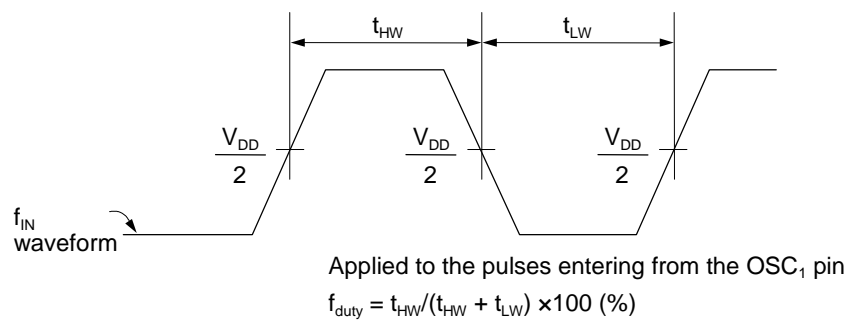 t_HW t_LW
V_DD/2 V_DD/2 V_DD/2
f_IN
waveform
Applied to the pulses entering from the OSC₁ pin
f_duty = t_HW/(t_HW + t_LW) ×100 (%)